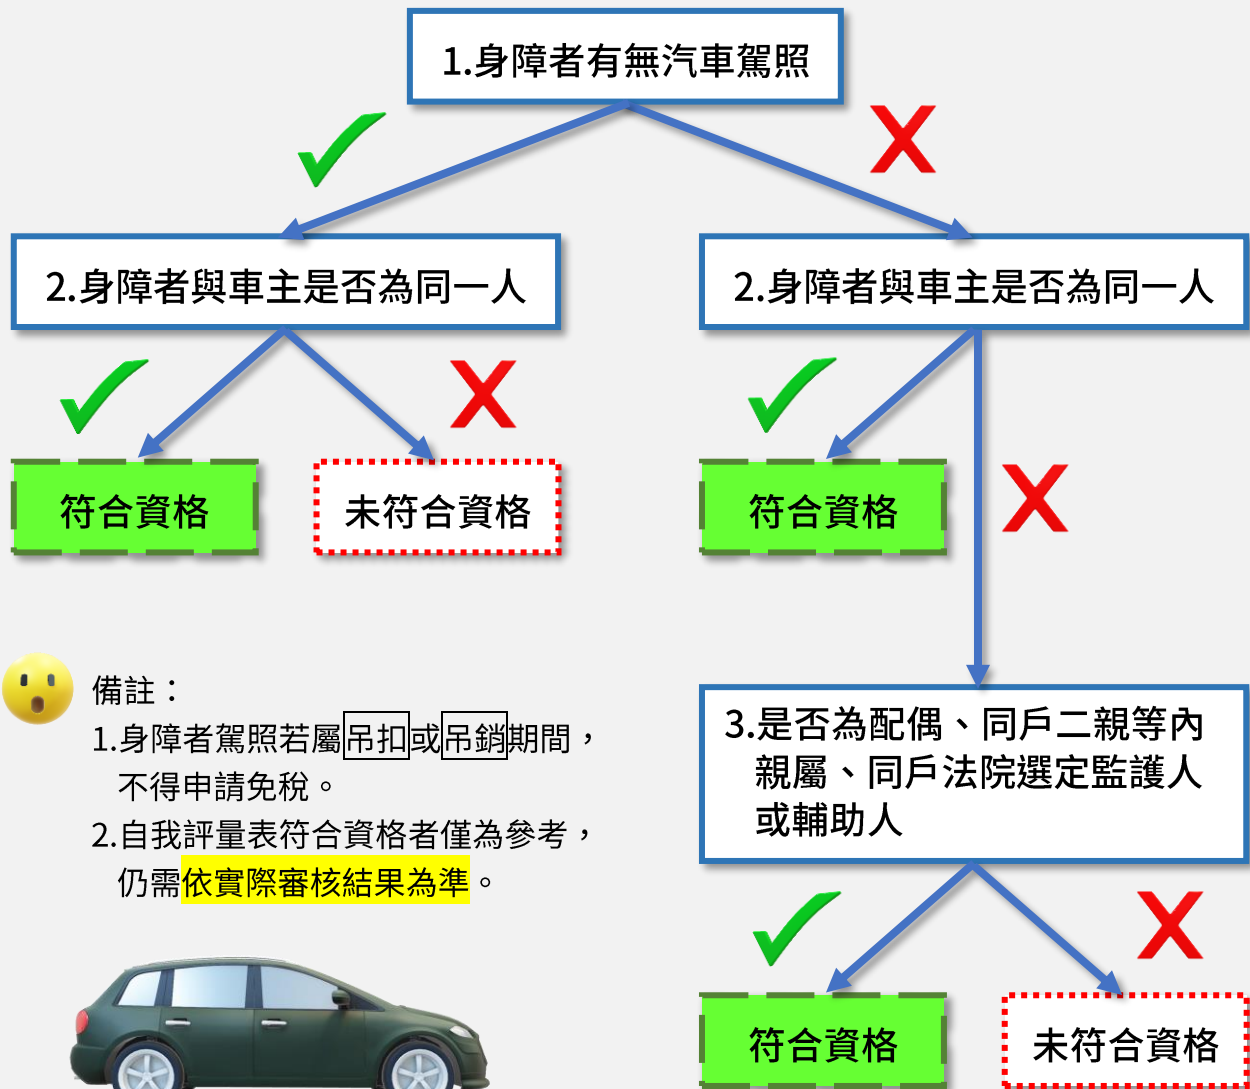 1.身障者有無汽車駕照
2.身障者與車主是否為同一人
2.身障者與車主是否為同一人
符合資格
未符合資格
符合資格
備註：
1.身障者駕照若屬吊扣或吊銷期間，
不得申請免稅。
2.自我評量表符合資格者僅為參考，
仍需依實際審核結果為準。
3.是否為配偶、同戶二親等內
親屬、同戶法院選定監護人
或輔助人
符合資格
未符合資格